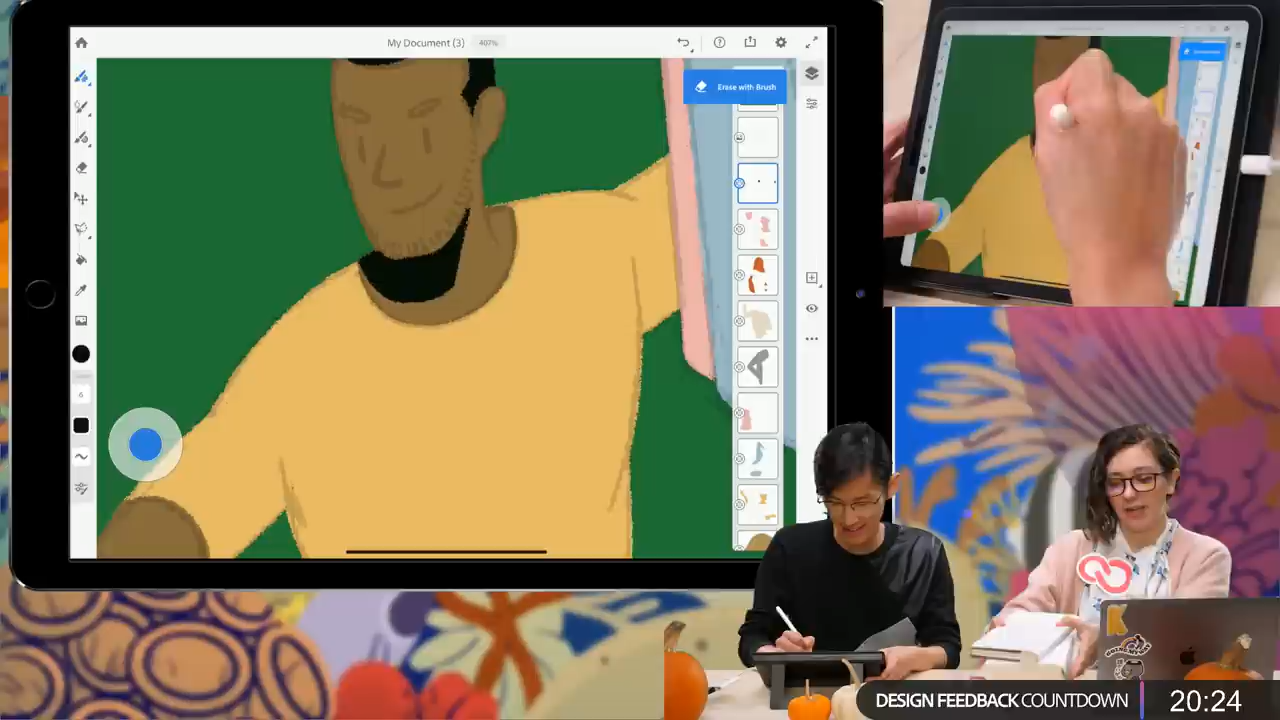 My Document (3) 407%
Erase with Brush
6
K
DESIGN FEEDBACK COUNTDOWN 20:24